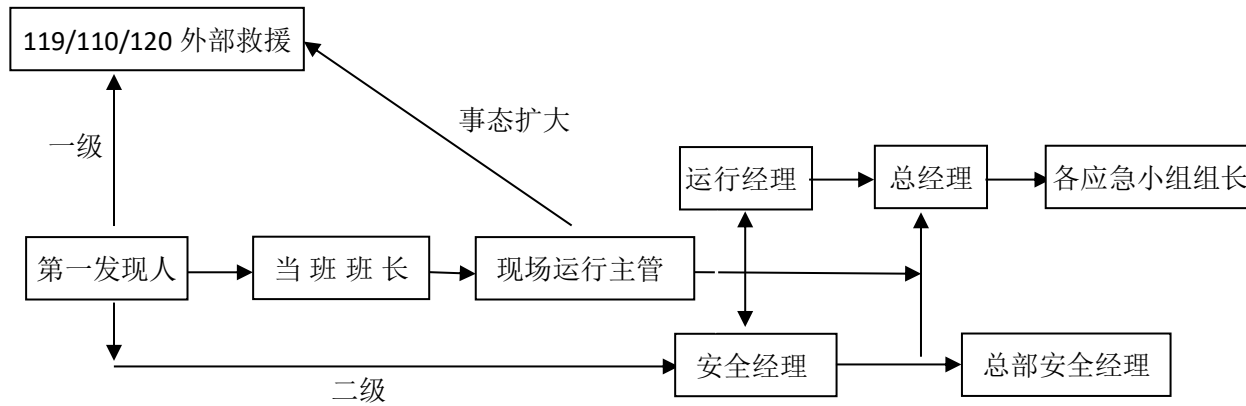 119/110/120 外部救援
事态扩大
一级
运行经理
总经理
各应急小组组长
第一发现人
当 班 班 长
现场运行主管
安全经理
总部安全经理
二级